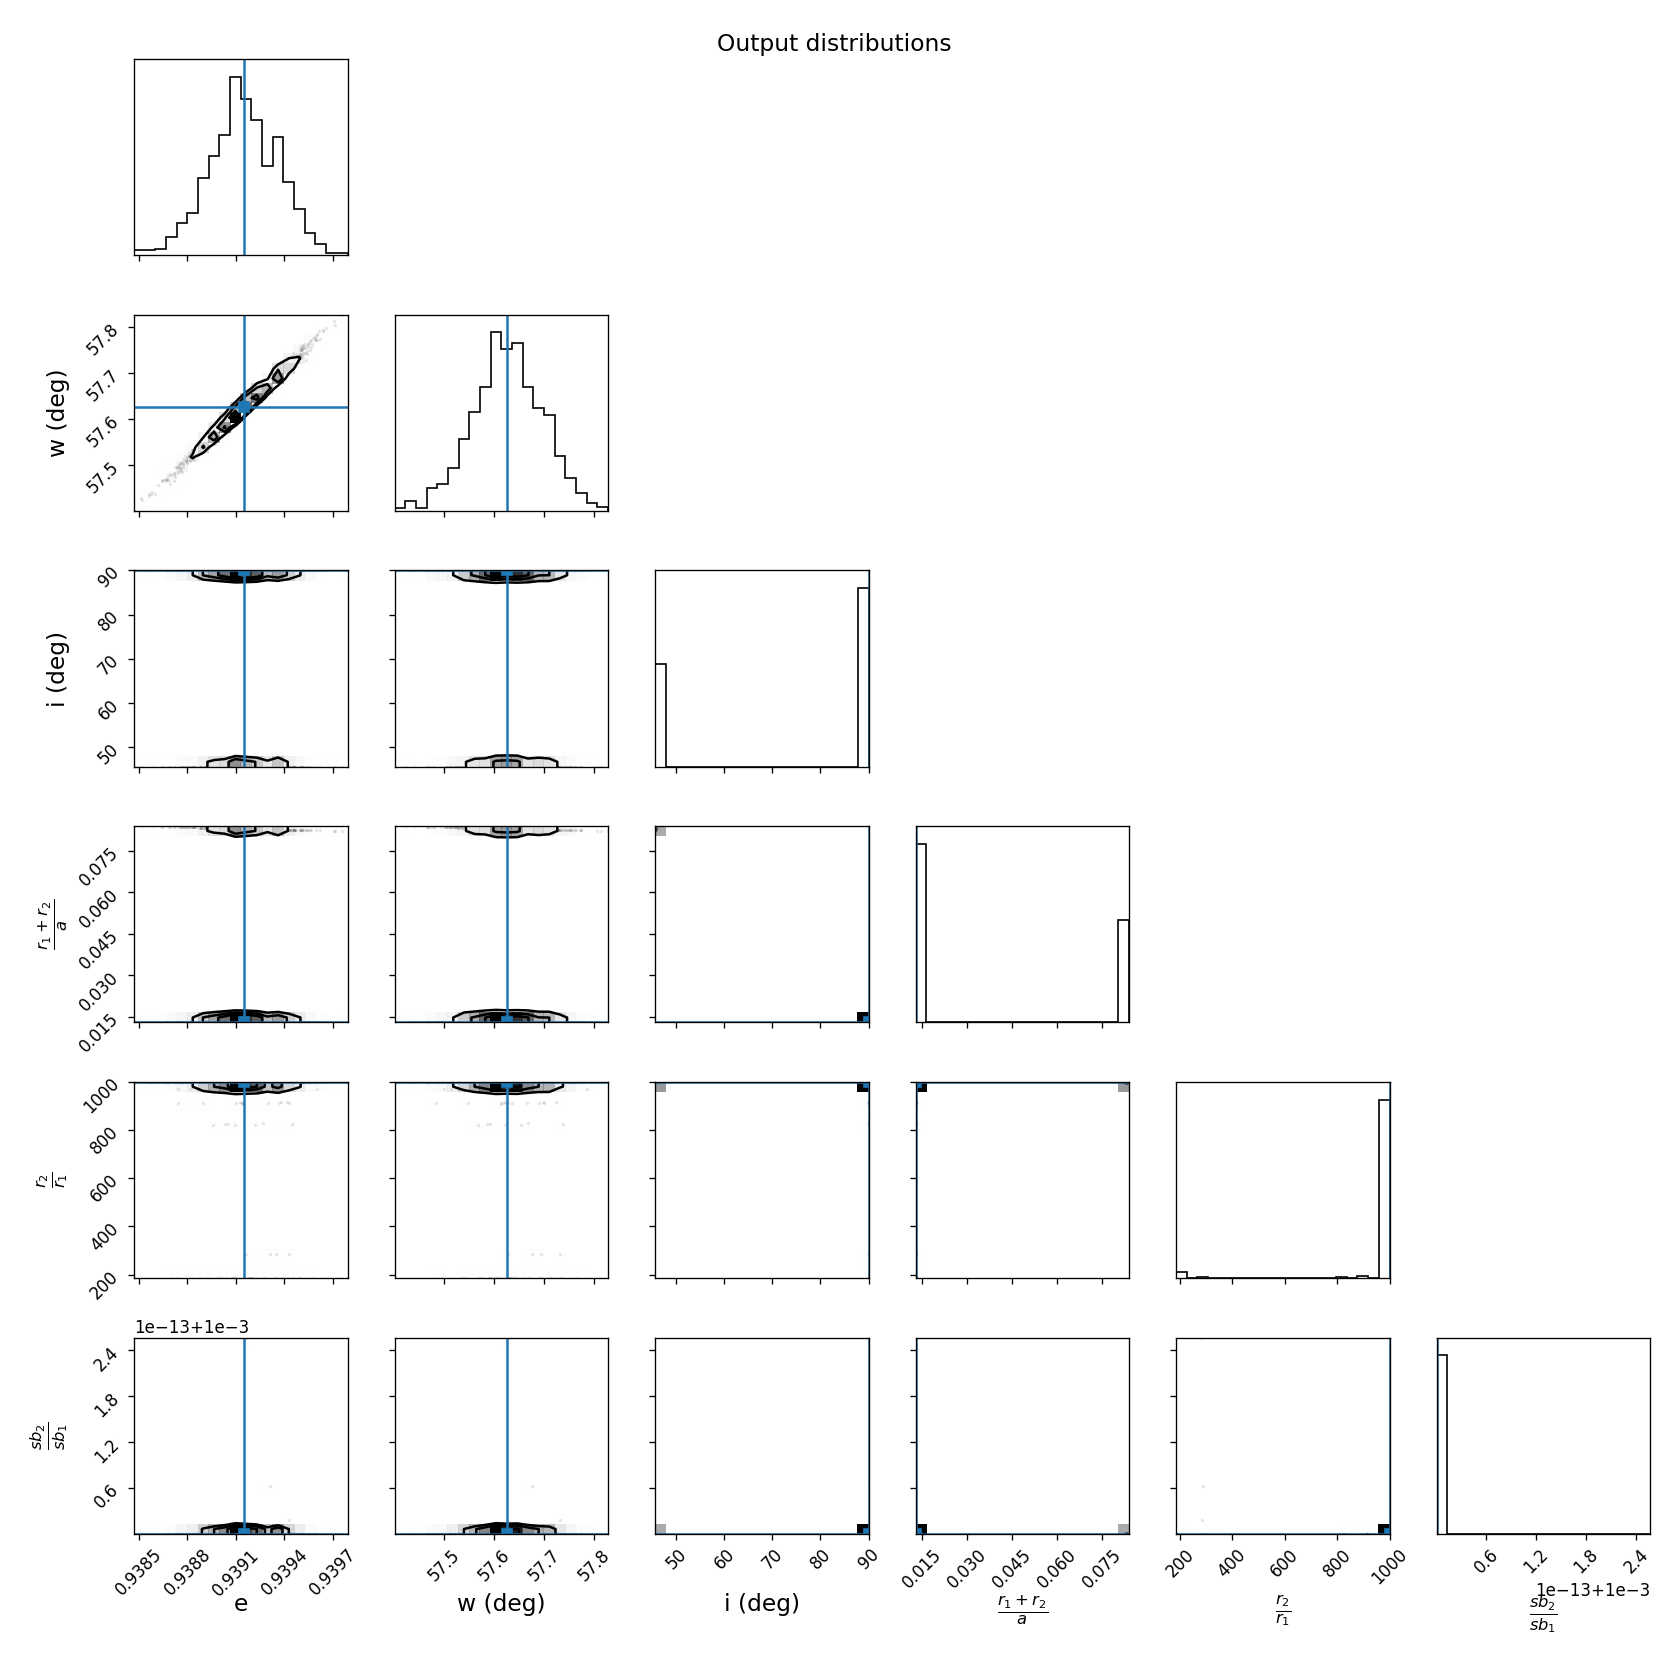 Output distributions
w (deg)
57.8
57.7
57.6
57.5
i (deg)
90
80
70
60
50
r₁ + r₂
a
0.075
0.060
0.045
0.030
0.015
r₂
r₁
1000
800
600
400
200
1e−13+1e−3
sb₂
sb₁
2.4
1.8
1.2
0.6
0.9385 0.9388 0.9391 0.9394 0.9397
57.5 57.6 57.7 57.8
50 60 70 80 90
0.015 0.030 0.045 0.060 0.075
200 400 600 800 1000
0.6 1.2 1.8 2.4
1e−13+1e−3
e
w (deg)
i (deg)
r₁ + r₂
a
r₂
r₁
sb₂
sb₁